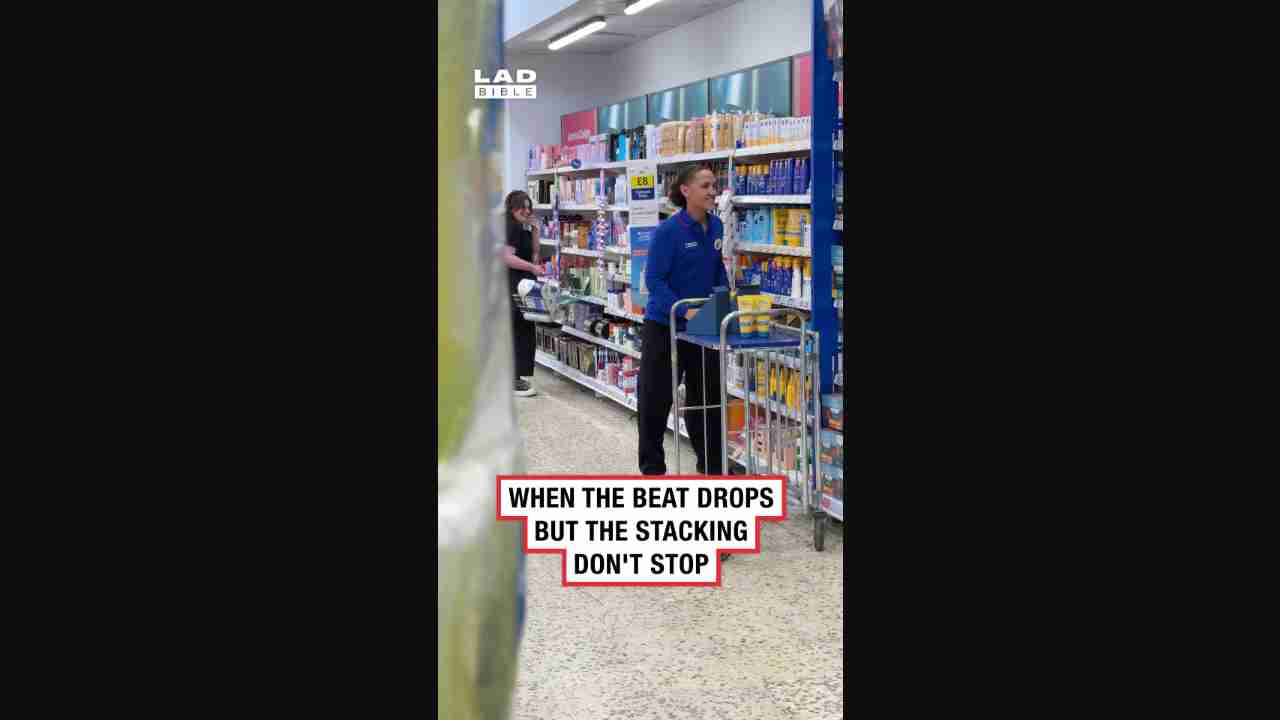 LAD
BIBLE
£8
WHEN THE BEAT DROPS
BUT THE STACKING
DON'T STOP